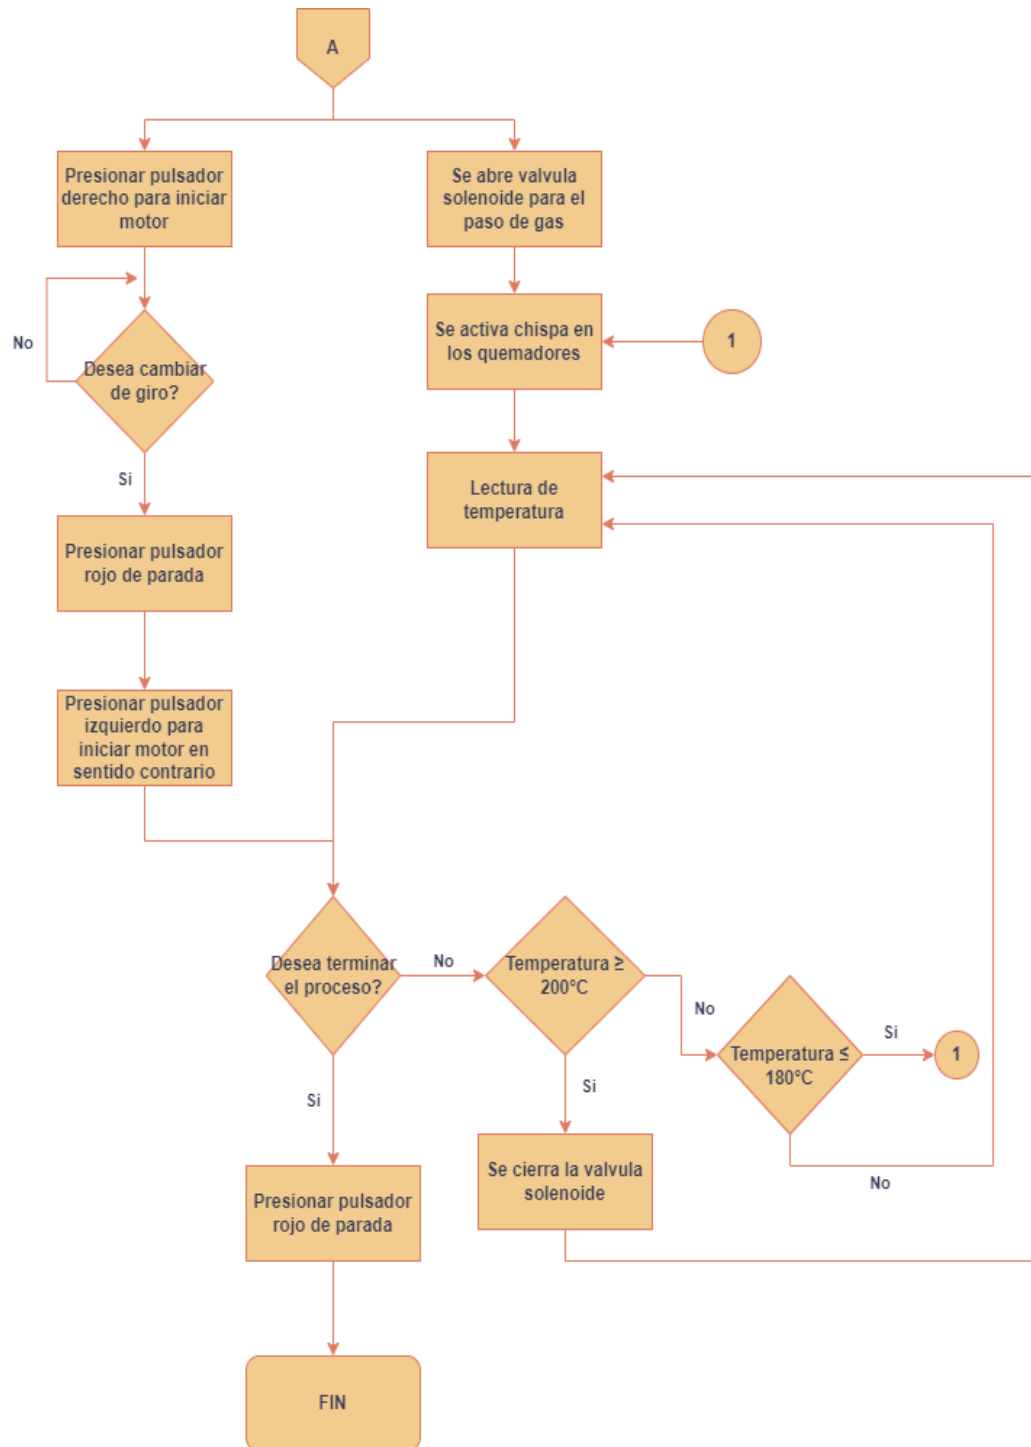 A
Presionar pulsador
derecho para iniciar
motor
Se abre valvula
solenoide para el
paso de gas
No
Desea cambiar
de giro?
Se activa chispa en
los quemadores
1
Si
Lectura de
temperatura
Presionar pulsador
rojo de parada
Presionar pulsador
izquierdo para
iniciar motor en
sentido contrario
Desea terminar
el proceso?
No
Temperatura ≥
200°C
No
Temperatura ≤
180°C
Si
1
No
Si
Si
Se cierra la valvula
solenoide
Presionar pulsador
rojo de parada
FIN